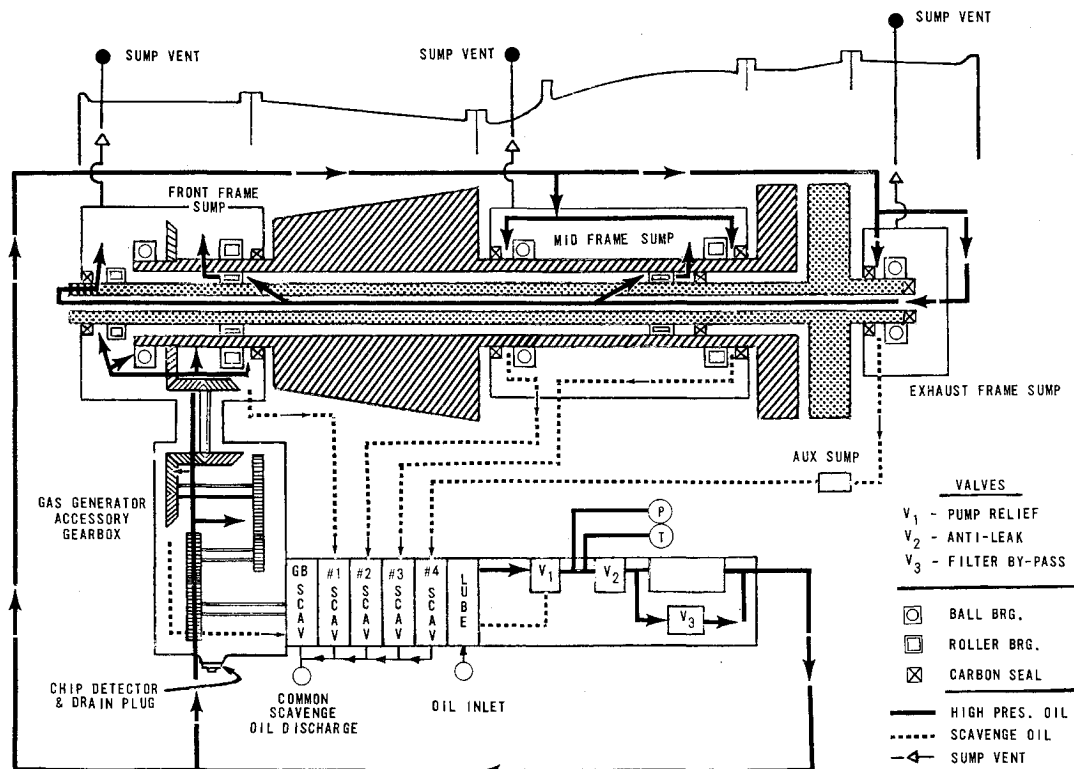 SUMP VENT
SUMP VENT
SUMP VENT
FRONT FRAME
SUMP
MID FRAME SUMP
EXHAUST FRAME SUMP
AUX SUMP
GAS GENERATOR
ACCESSORY
GEARBOX
P
T
GB SCAV
#1 SCAV
#2 SCAV
#3 SCAV
#4 SCAV
LUBE
V1
V2
V3
CHIP DETECTOR
& DRAIN PLUG
COMMON
SCAVENGE
OIL DISCHARGE
OIL INLET
VALVES
V1 - PUMP RELIEF
V2 - ANTI-LEAK
V3 - FILTER BY-PASS
BALL BRG.
ROLLER BRG.
CARBON SEAL
HIGH PRES. OIL
SCAVENGE OIL
SUMP VENT